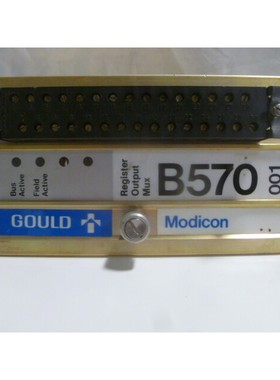 Bus
Active
Field
Active
Register
Output
Mux
B570
001
GOULD
Modicon